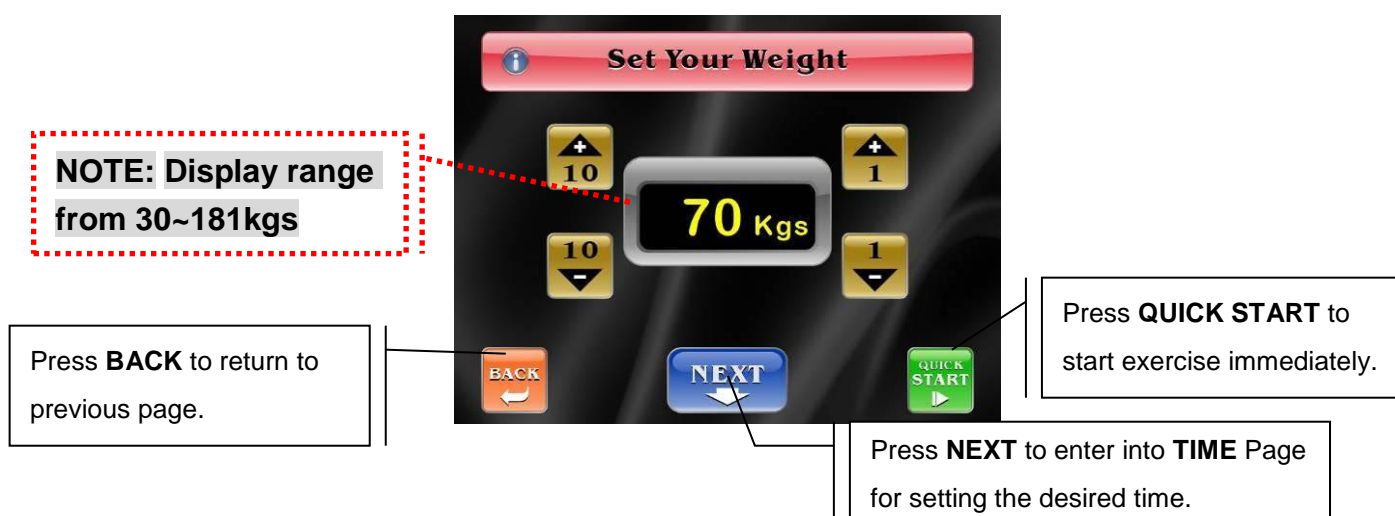 Set Your Weight
+
10
+
1
NOTE: Display range
from 30~181kgs
70 Kgs
10
-
1
-
Press QUICK START to
start exercise immediately.
Press BACK to return to
previous page.
BACK
NEXT
QUICK
START
Press NEXT to enter into TIME Page
for setting the desired time.